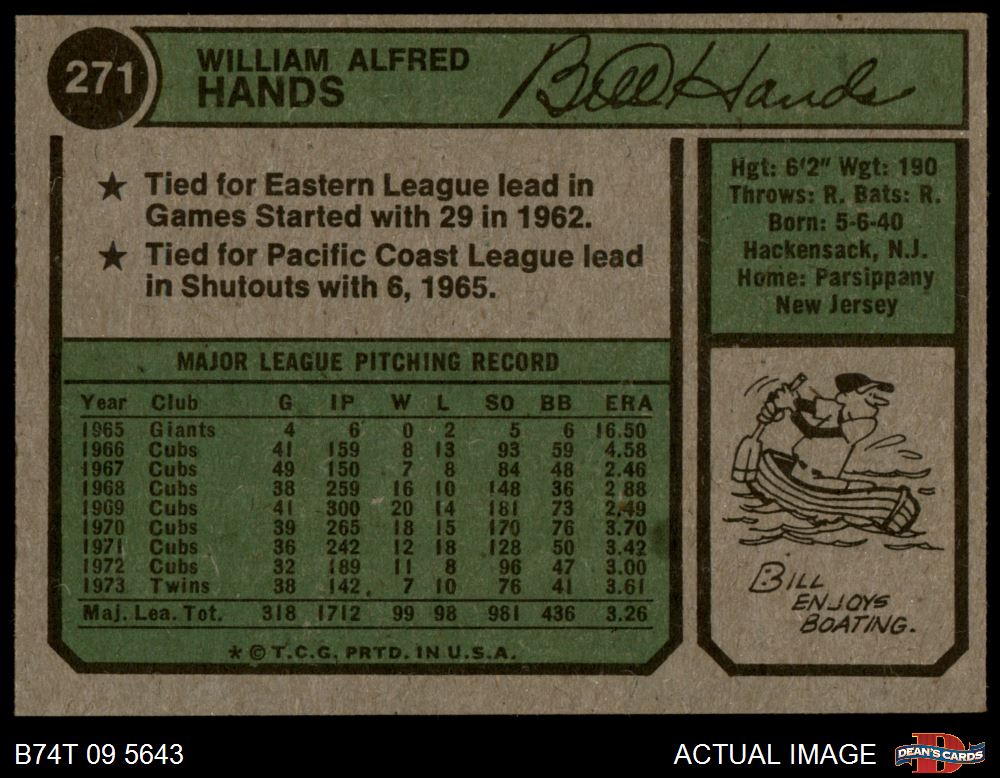 271
WILLIAM ALFRED
HANDS
Bill Hands
★ Tied for Eastern League lead in
Games Started with 29 in 1962.
★ Tied for Pacific Coast League lead
in Shutouts with 6, 1965.
Hgt: 6'2" Wgt: 190
Throws: R. Bats: R.
Born: 5-6-40
Hackensack, N.J.
Home: Parsippany
New Jersey
MAJOR LEAGUE PITCHING RECORD
Year Club G IP W L SO BB ERA
1965 Giants 4 6 0 2 5 6 16.50
1966 Cubs 41 159 8 13 93 59 4.58
1967 Cubs 49 150 7 8 84 48 2.46
1968 Cubs 38 259 16 10 148 36 2.88
1969 Cubs 41 300 20 14 181 73 2.49
1970 Cubs 39 265 18 15 170 76 3.70
1971 Cubs 36 242 12 18 128 50 3.42
1972 Cubs 32 189 11 8 96 47 3.00
1973 Twins 38 142 7 10 76 41 3.61
Maj. Lea. Tot. 318 1712 99 98 981 436 3.26
* © T.C.G. PRTD. IN U.S.A.
BILL
ENJOYS
BOATING.
B74T 09 5643
ACTUAL IMAGE
DEAN'S CARDS